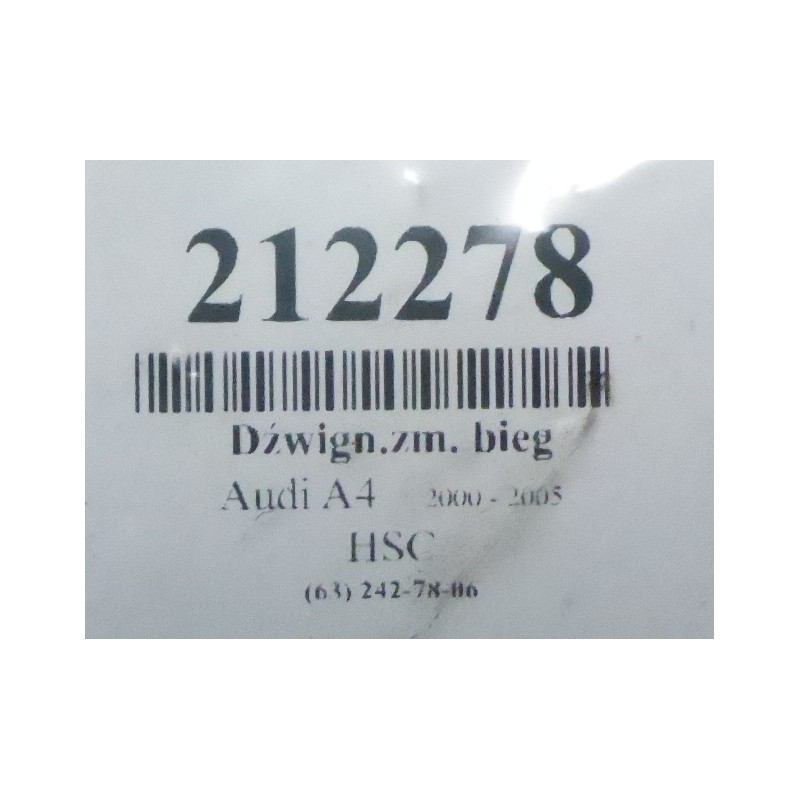 212278
Dźwign.zm. bieg
Audi A4 2000 - 2005
HSC
(63) 242-78-06